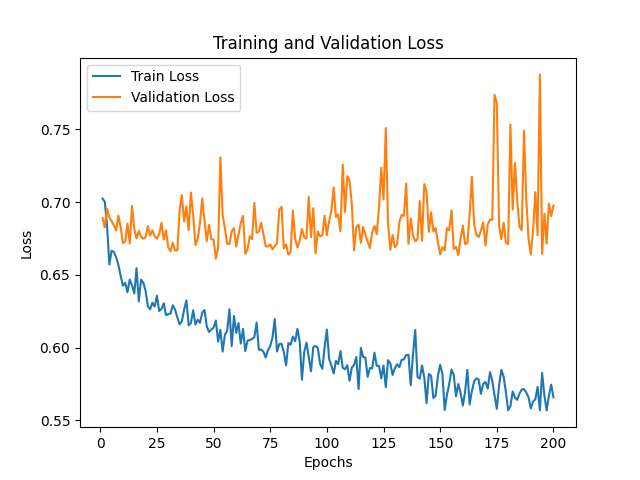 Training and Validation Loss
Train Loss
Validation Loss
Loss
0.75
0.70
0.65
0.60
0.55
0 25 50 75 100 125 150 175 200
Epochs